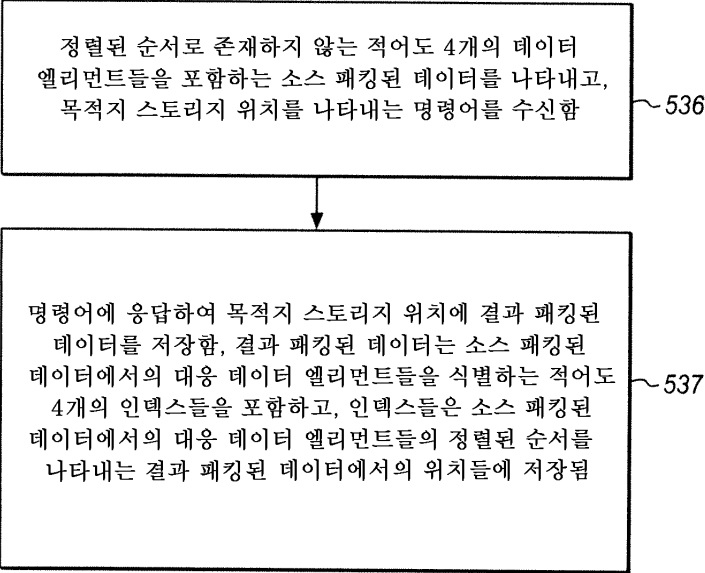 정렬된 순서로 존재하지 않는 적어도 4개의 데이터
엘리먼트들을 포함하는 소스 패킹된 데이터를 나타내고,
목적지 스토리지 위치를 나타내는 명령어를 수신함
536
명령어에 응답하여 목적지 스토리지 위치에 결과 패킹된
데이터를 저장함, 결과 패킹된 데이터는 소스 패킹된
데이터에서의 대응 데이터 엘리먼트들을 식별하는 적어도
4개의 인덱스들을 포함하고, 인덱스들은 소스 패킹된
데이터에서의 대응 데이터 엘리먼트들의 정렬된 순서를
나타내는 결과 패킹된 데이터에서의 위치들에 저장됨
537